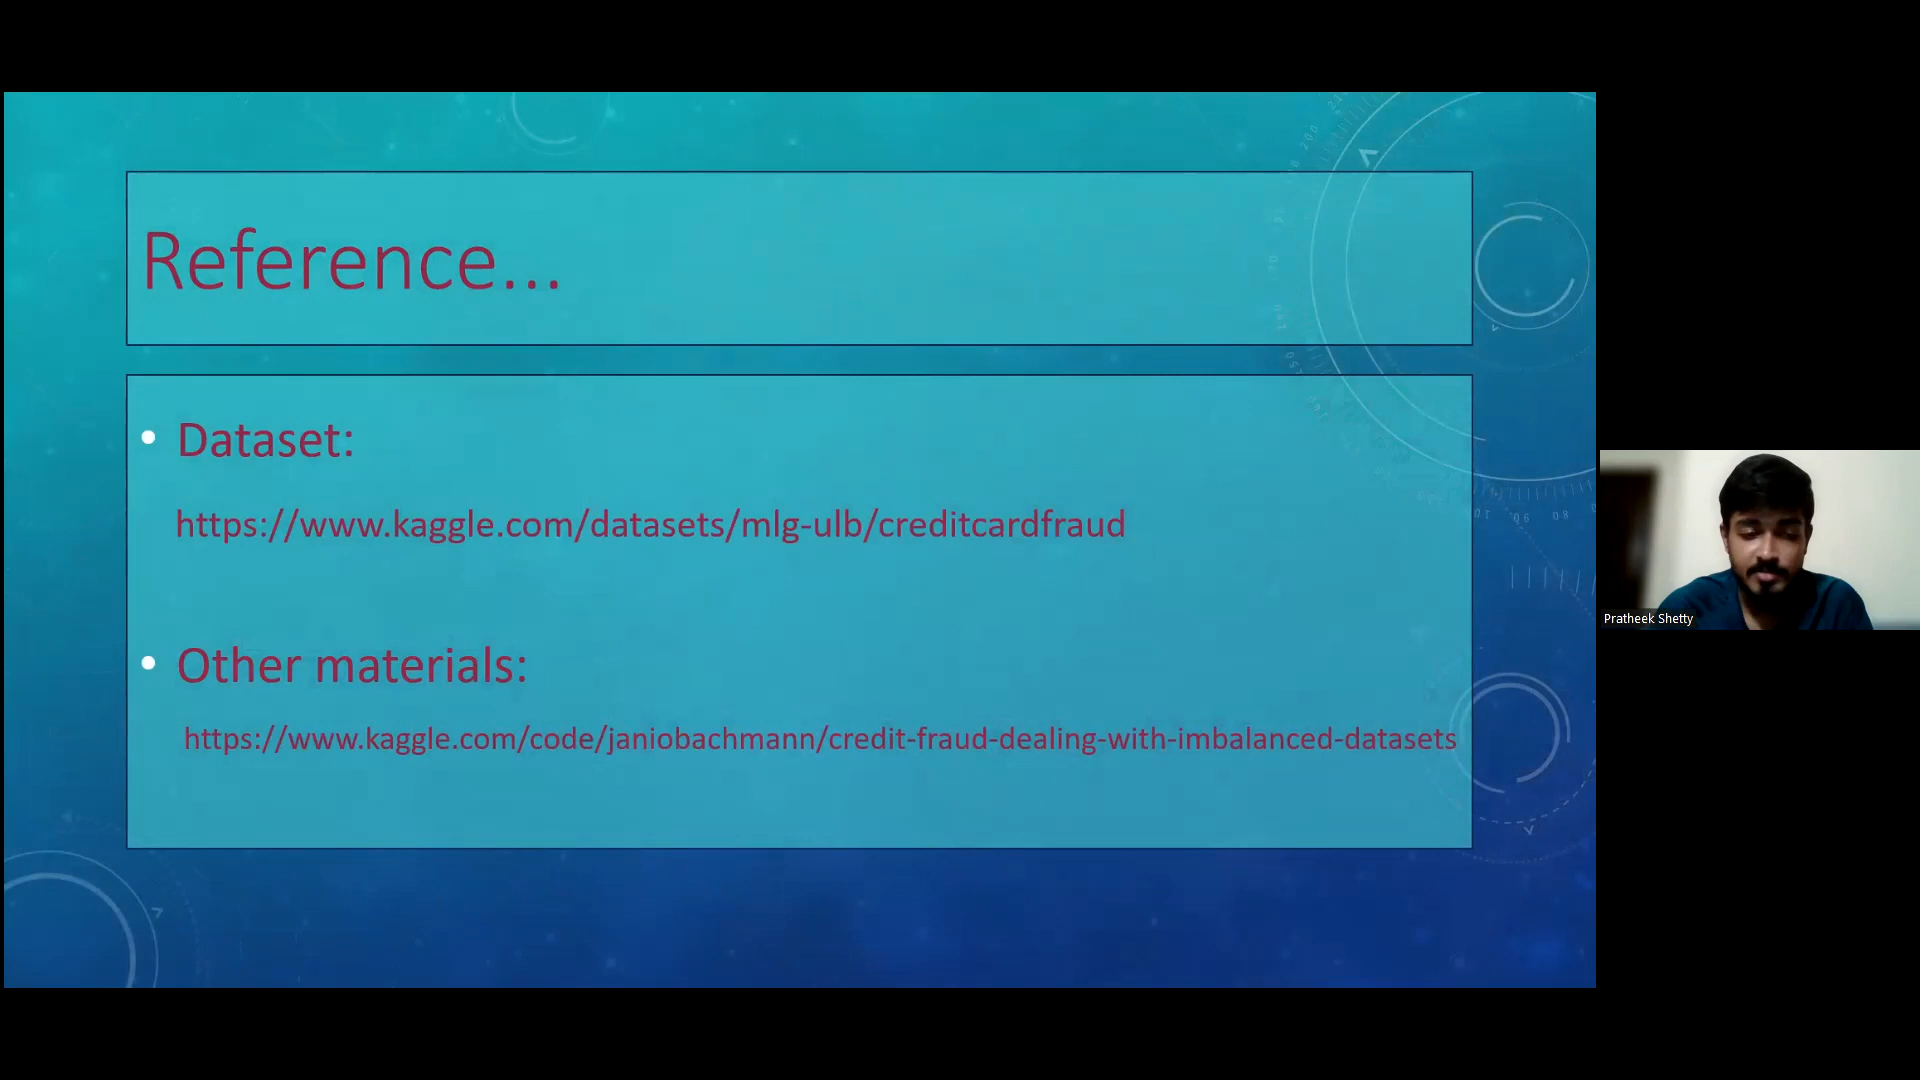 Reference...
Dataset:
https://www.kaggle.com/datasets/mlg-ulb/creditcardfraud
Other materials:
https://www.kaggle.com/code/janiobachmann/credit-fraud-dealing-with-imbalanced-datasets
Pratheek Shetty